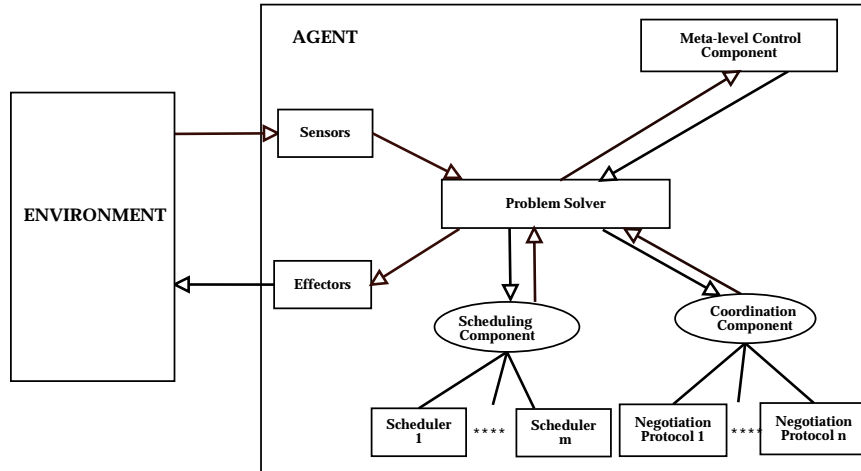 AGENT
Meta-level Control
Component
Sensors
ENVIRONMENT
Problem Solver
Effectors
Scheduling
Component
Coordination
Component
Scheduler
1
****
Scheduler
m
Negotiation
Protocol 1
****
Negotiation
Protocol n